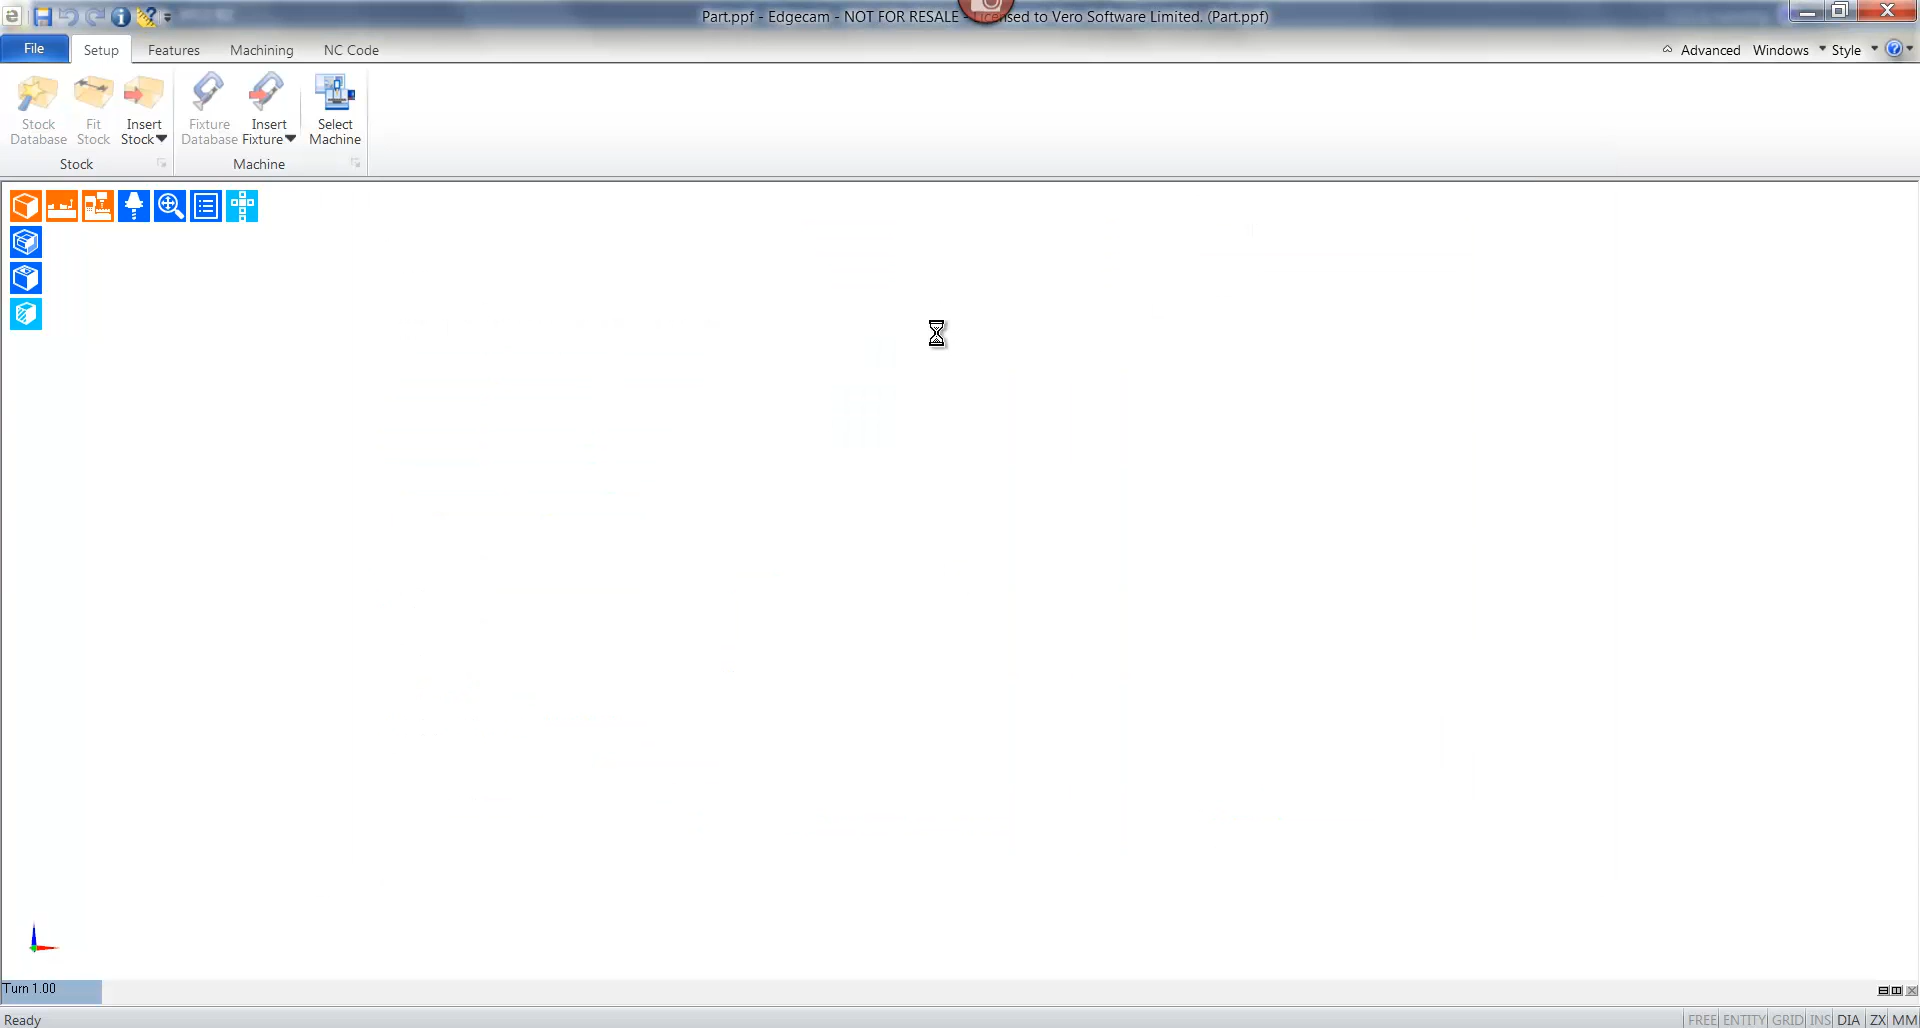 Part.ppf - Edgecam - NOT FOR RESALE - Licensed to Vero Software Limited. (Part.ppf)
File Setup Features Machining NC Code Advanced Windows Style
Stock Database
Fit Stock
Insert Stock
Fixture Database
Insert Fixture
Select Machine
Stock Machine
Turn 1.00
Ready FREE ENTITY GRID INS DIA ZX MM